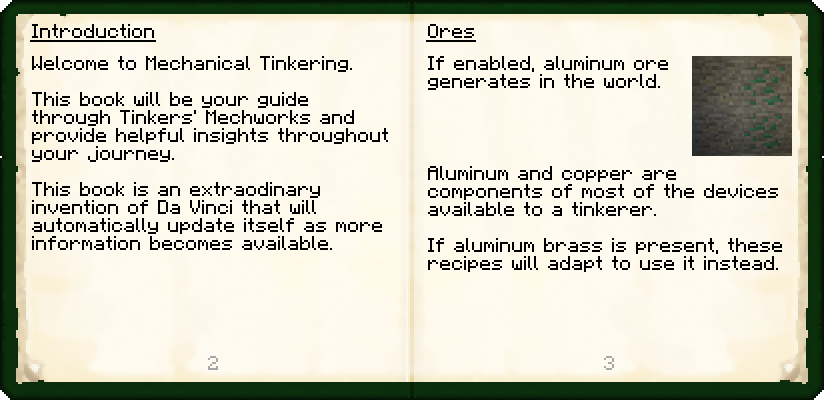 Introduction
Welcome to Mechanical Tinkering.
This book will be your guide
through Tinkers' Mechworks and
provide helpful insights throughout
your journey.
This book is an extraodinary
invention of Da Vinci that will
automatically update itself as more
information becomes available.
2
Ores
If enabled, aluminum ore
generates in the world.
Aluminum and copper are
components of most of the devices
available to a tinkerer.
If aluminum brass is present, these
recipes will adapt to use it instead.
3